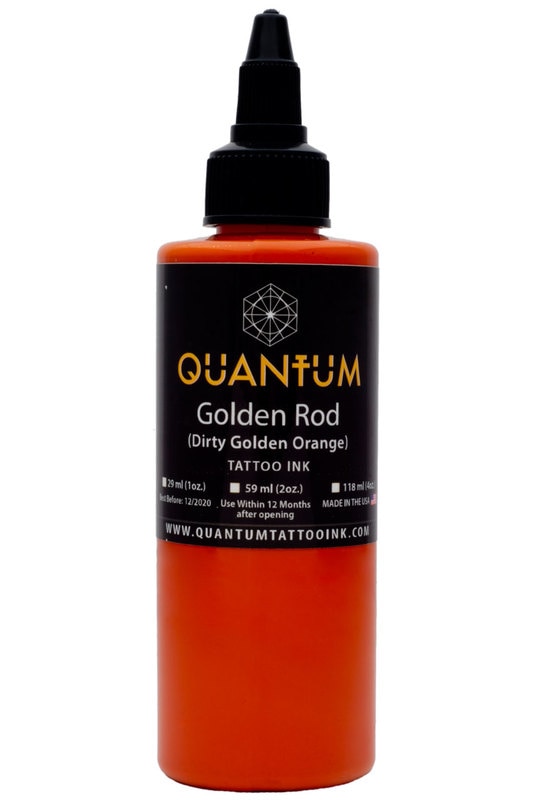 QUANTUM
Golden Rod
(Dirty Golden Orange)
TATTOO INK
29 ml (1oz.) 59 ml (2oz.) 118 ml (4oz.
Best Before: 12/2020 Use Within 12 Months MADE IN THE USA
after opening
WWW.QUANTUMTATTOOINK.COM